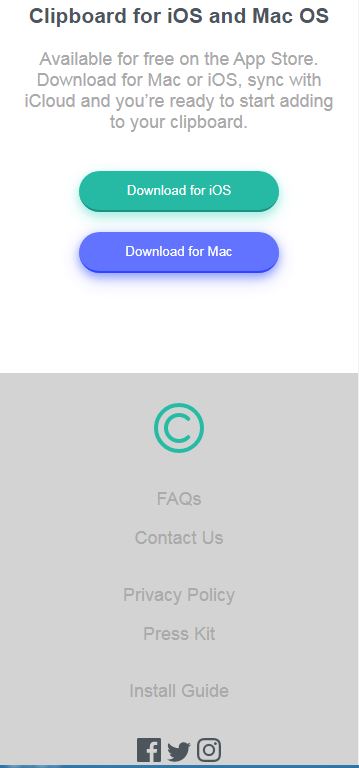 Clipboard for iOS and Mac OS
Available for free on the App Store.
Download for Mac or iOS, sync with
iCloud and you’re ready to start adding
to your clipboard.
Download for iOS
Download for Mac
FAQs
Contact Us
Privacy Policy
Press Kit
Install Guide